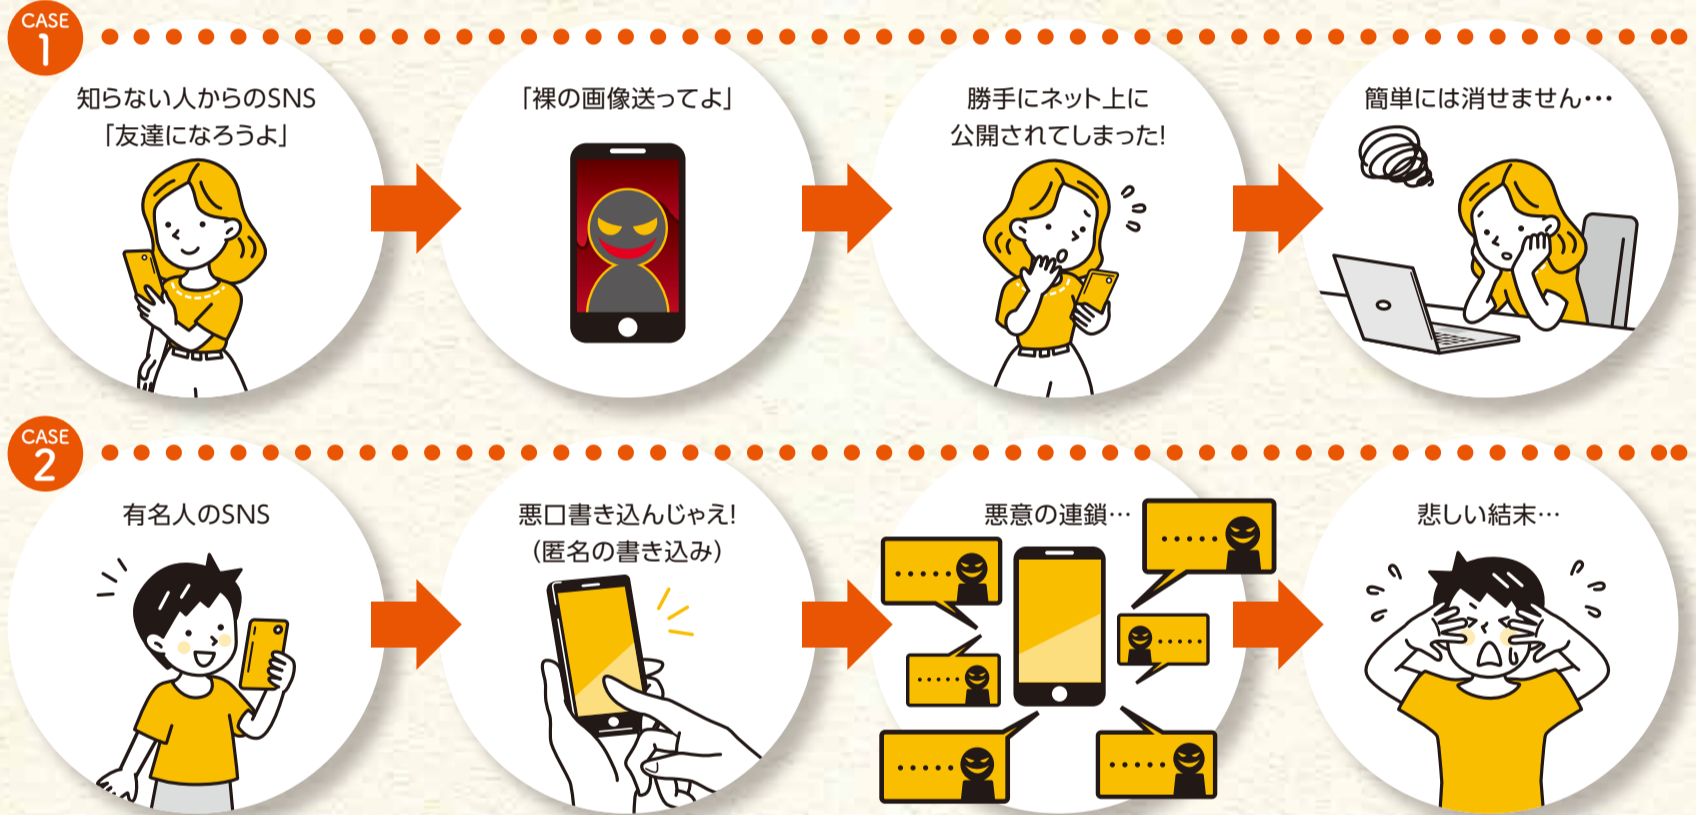 CASE
1
知らない人からのSNS
「友達になろうよ」
「裸の画像送ってよ」
勝手にネット上に
公開されてしまった!
簡単には消せません…
CASE
2
有名人のSNS
悪口書き込んじゃえ!
（匿名の書き込み）
悪意の連鎖…
悲しい結末…